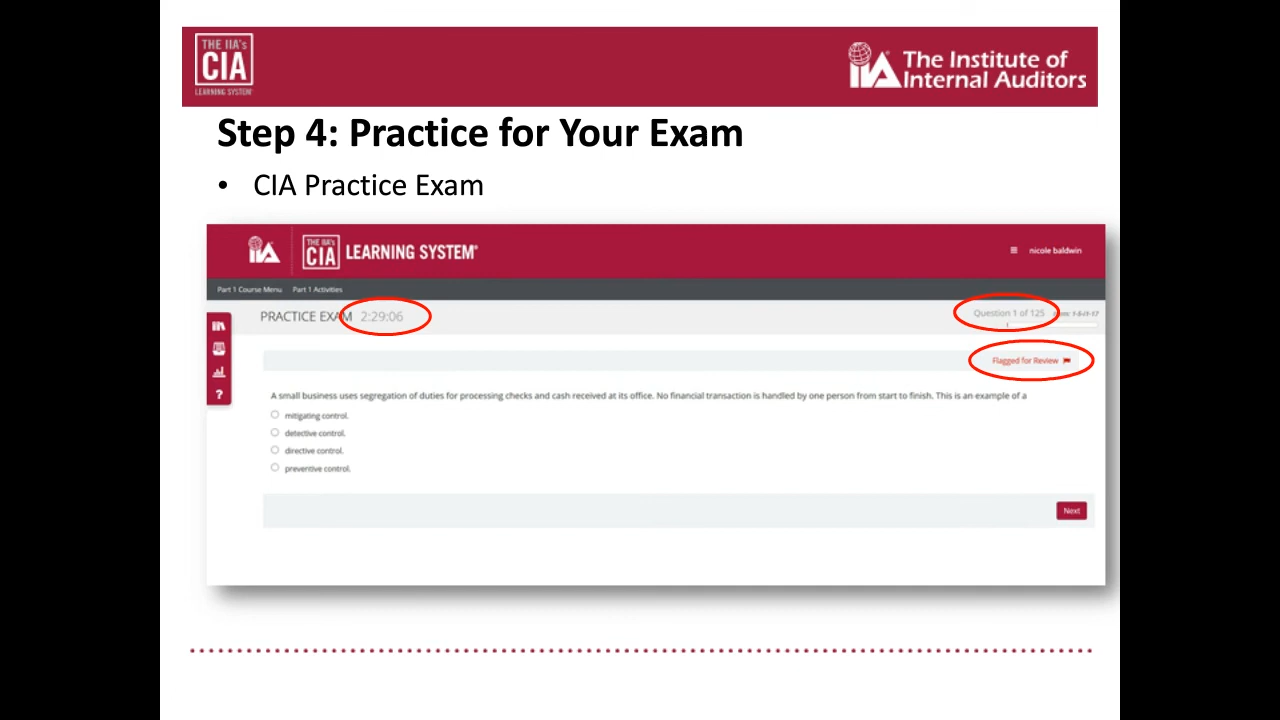 THE IIA's
CIA
LEARNING SYSTEM®
IIA®
The Institute of
Internal Auditors
Step 4: Practice for Your Exam
• CIA Practice Exam
IIA
THE IIA's
CIA
LEARNING SYSTEM®
nicole baldwin
Part 1 Course Menu Part 1 Activities
PRACTICE EXAM 2:29:06
Question 1 of 125
Flagged for Review
A small business uses segregation of duties for processing checks and cash received at its office. No financial transaction is handled by one person from start to finish. This is an example of a
mitigating control.
detective control.
directive control.
preventive control.
?
Next